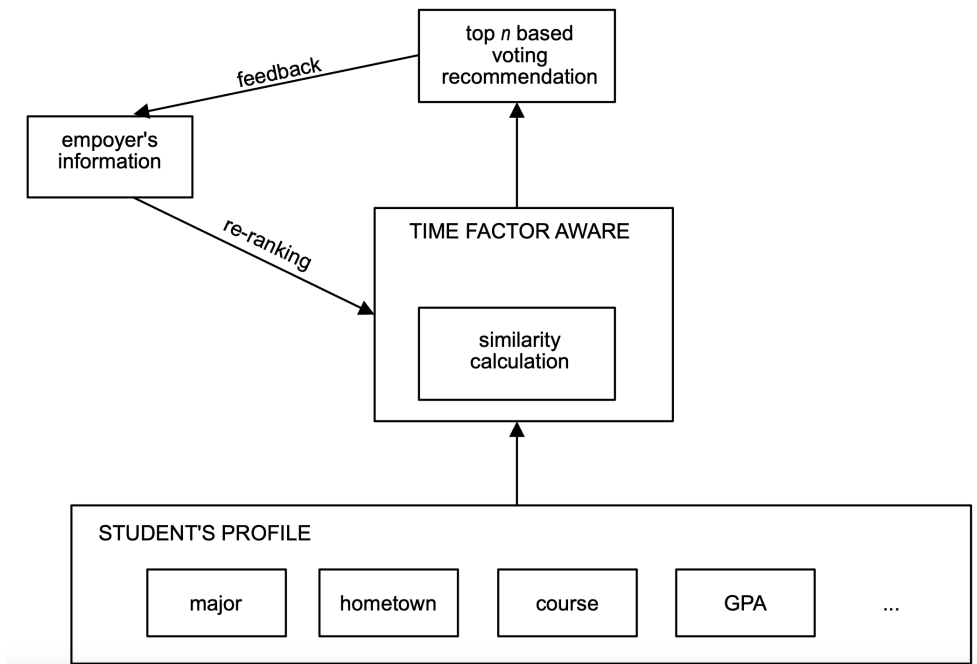 top n based
voting
recommendation
feedback
empoyer's
information
re-ranking
TIME FACTOR AWARE
similarity
calculation
STUDENT'S PROFILE
major
hometown
course
GPA
...